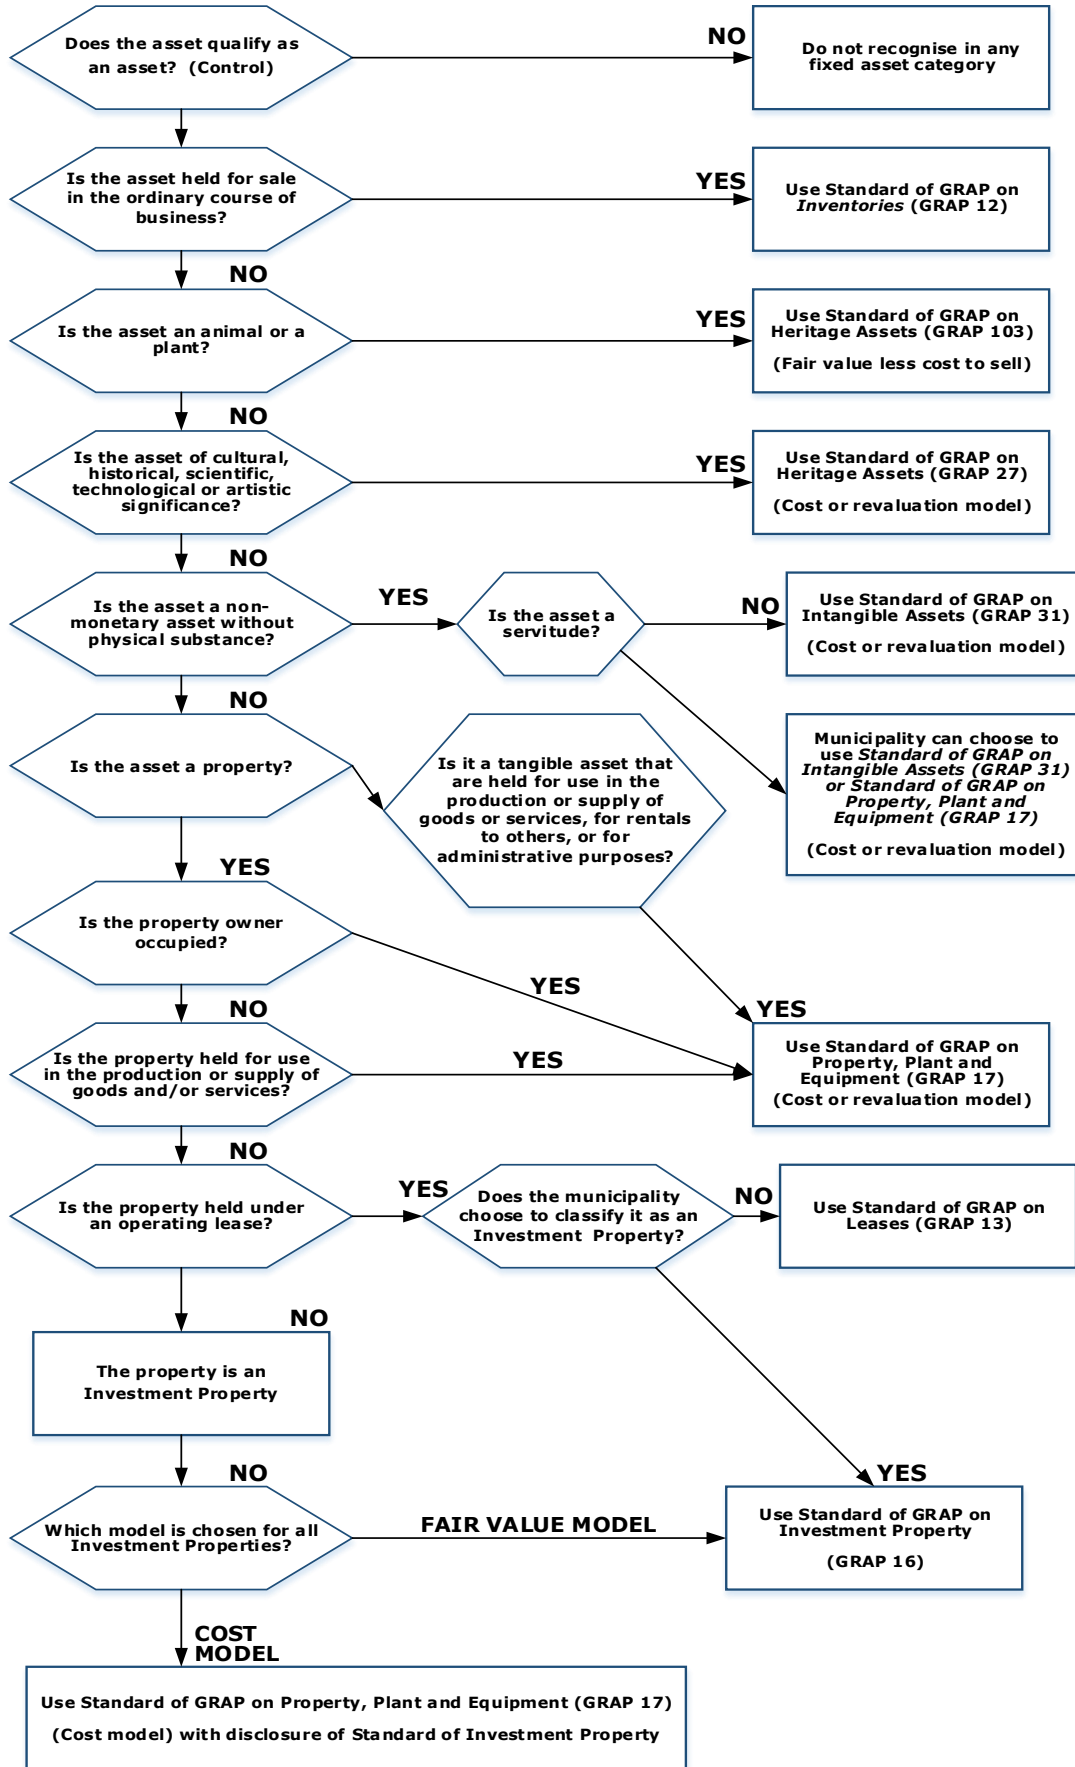 Does the asset qualify as
an asset? (Control)
NO
Do not recognise in any
fixed asset category
Is the asset held for sale
in the ordinary course of
business?
YES
Use Standard of GRAP on
Inventories (GRAP 12)
NO
Is the asset an animal or a
plant?
YES
Use Standard of GRAP on
Heritage Assets (GRAP 103)
(Fair value less cost to sell)
NO
Is the asset of cultural,
historical, scientific,
technological or artistic
significance?
YES
Use Standard of GRAP on
Heritage Assets (GRAP 27)
(Cost or revaluation model)
NO
Is the asset a non-
monetary asset without
physical substance?
YES
Is the asset a
servitude?
NO
Use Standard of GRAP on
Intangible Assets (GRAP 31)
(Cost or revaluation model)
NO
Is the asset a property?
Is it a tangible asset that
are held for use in the
production or supply of
goods or services, for rentals
to others, or for
administrative purposes?
Municipality can choose to
use Standard of GRAP on
Intangible Assets (GRAP 31)
or Standard of GRAP on
Property, Plant and
Equipment (GRAP 17)
(Cost or revaluation model)
YES
Is the property owner
occupied?
YES
YES
NO
Is the property held for use
in the production or supply of
goods and/or services?
YES
Use Standard of GRAP on
Property, Plant and
Equipment (GRAP 17)
(Cost or revaluation model)
NO
Is the property held under
an operating lease?
YES
Does the municipality
choose to classify it as an
Investment Property?
NO
Use Standard of GRAP on
Leases (GRAP 13)
NO
The property is an
Investment Property
NO
YES
Which model is chosen for all
Investment Properties?
FAIR VALUE MODEL
Use Standard of GRAP on
Investment Property
(GRAP 16)
COST
MODEL
Use Standard of GRAP on Property, Plant and Equipment (GRAP 17)
(Cost model) with disclosure of Standard of Investment Property